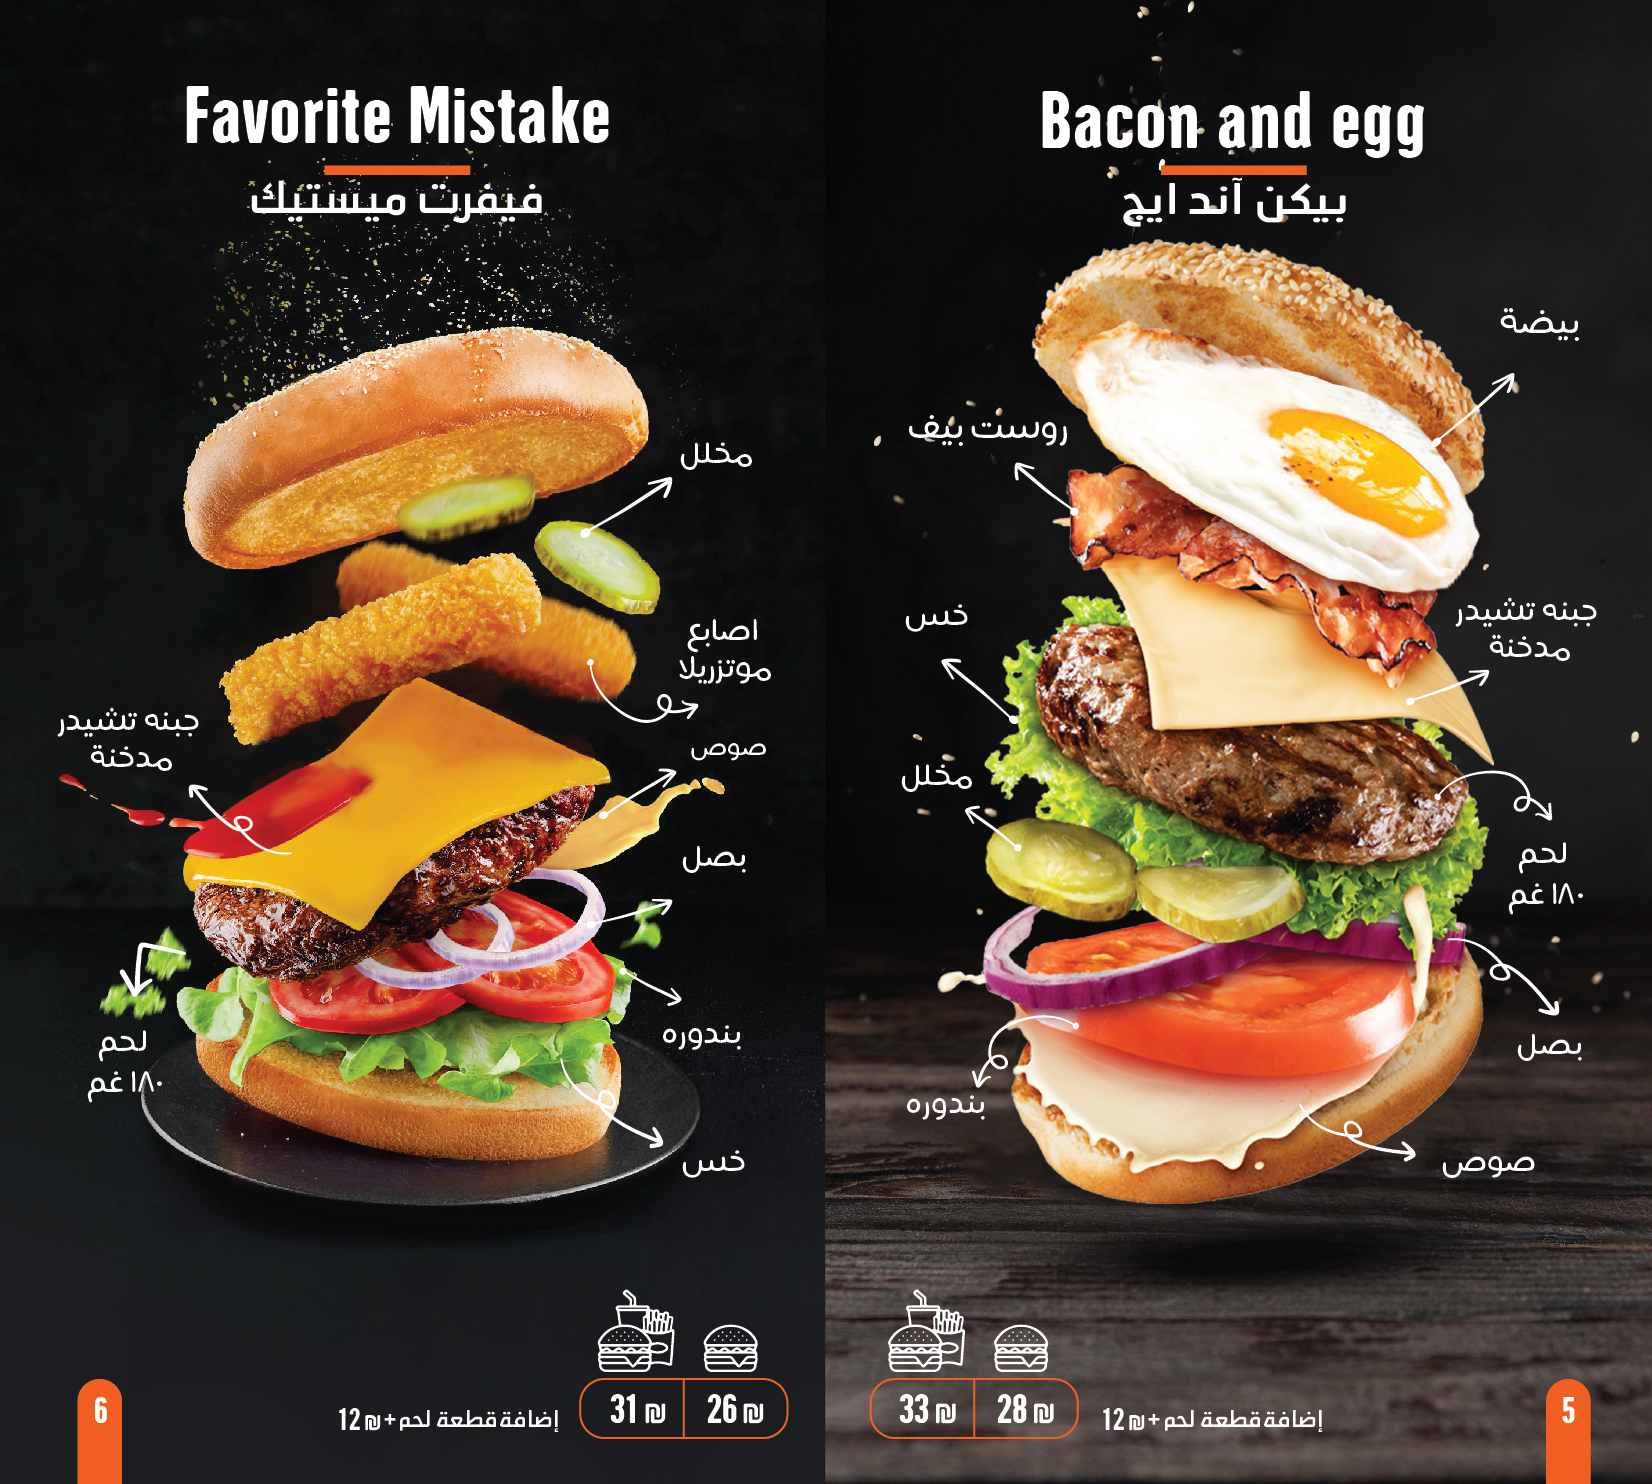 Bacon and egg
بيكن آند ايج
بيضة
روست بيف
جبنه تشيدر
مدخنة
خس
مخلل
لحم
١٨٠ غم
بصل
بندوره
صوص
33 ₪
28 ₪
إضافة قطعة لحم + 12 ₪
5
Favorite Mistake
فيفرت ميستيك
مخلل
اصابع
موتزريلا
جبنه تشيدر
مدخنة
صوص
بصل
بندوره
لحم
١٨٠ غم
خس
31 ₪
26 ₪
إضافة قطعة لحم + 12 ₪
6